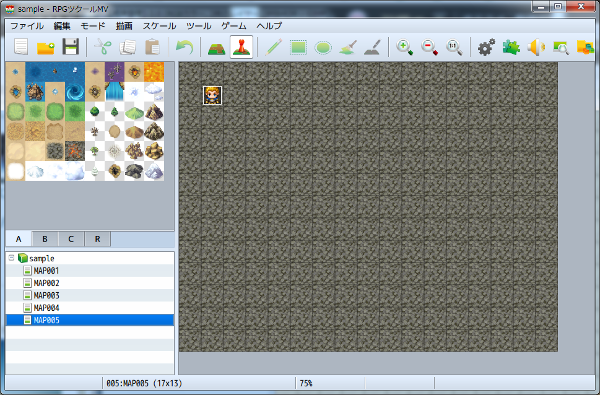 sample - RPGツクールMV
ファイル 編集 モード 描画 スケール ツール ゲーム ヘルプ
1:1
A B C R
sample
MAP001
MAP002
MAP003
MAP004
MAP005
005:MAP005 (17x13) 75%